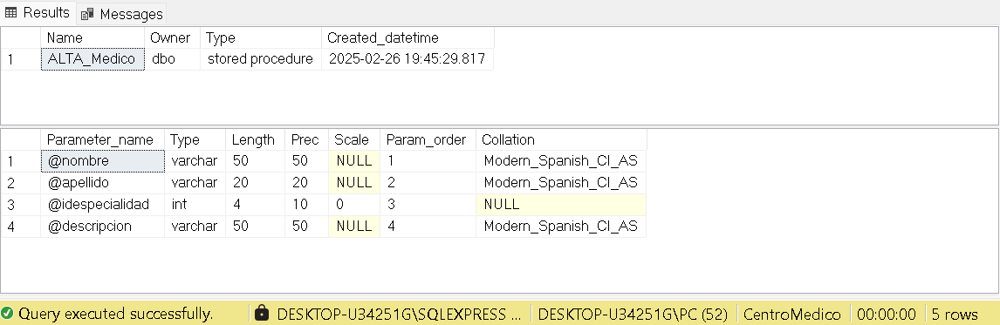 Results Messages
Name Owner Type Created_datetime
1 ALTA_Medico dbo stored procedure 2025-02-26 19:45:29.817
Parameter_name Type Length Prec Scale Param_order Collation
1 @nombre varchar 50 50 NULL 1 Modern_Spanish_CI_AS
2 @apellido varchar 20 20 NULL 2 Modern_Spanish_CI_AS
3 @idespecialidad int 4 10 0 3 NULL
4 @descripcion varchar 50 50 NULL 4 Modern_Spanish_CI_AS
Query executed successfully. DESKTOP-U34251G\SQLEXPRESS ... DESKTOP-U34251G\PC (52) CentroMedico 00:00:00 5 rows